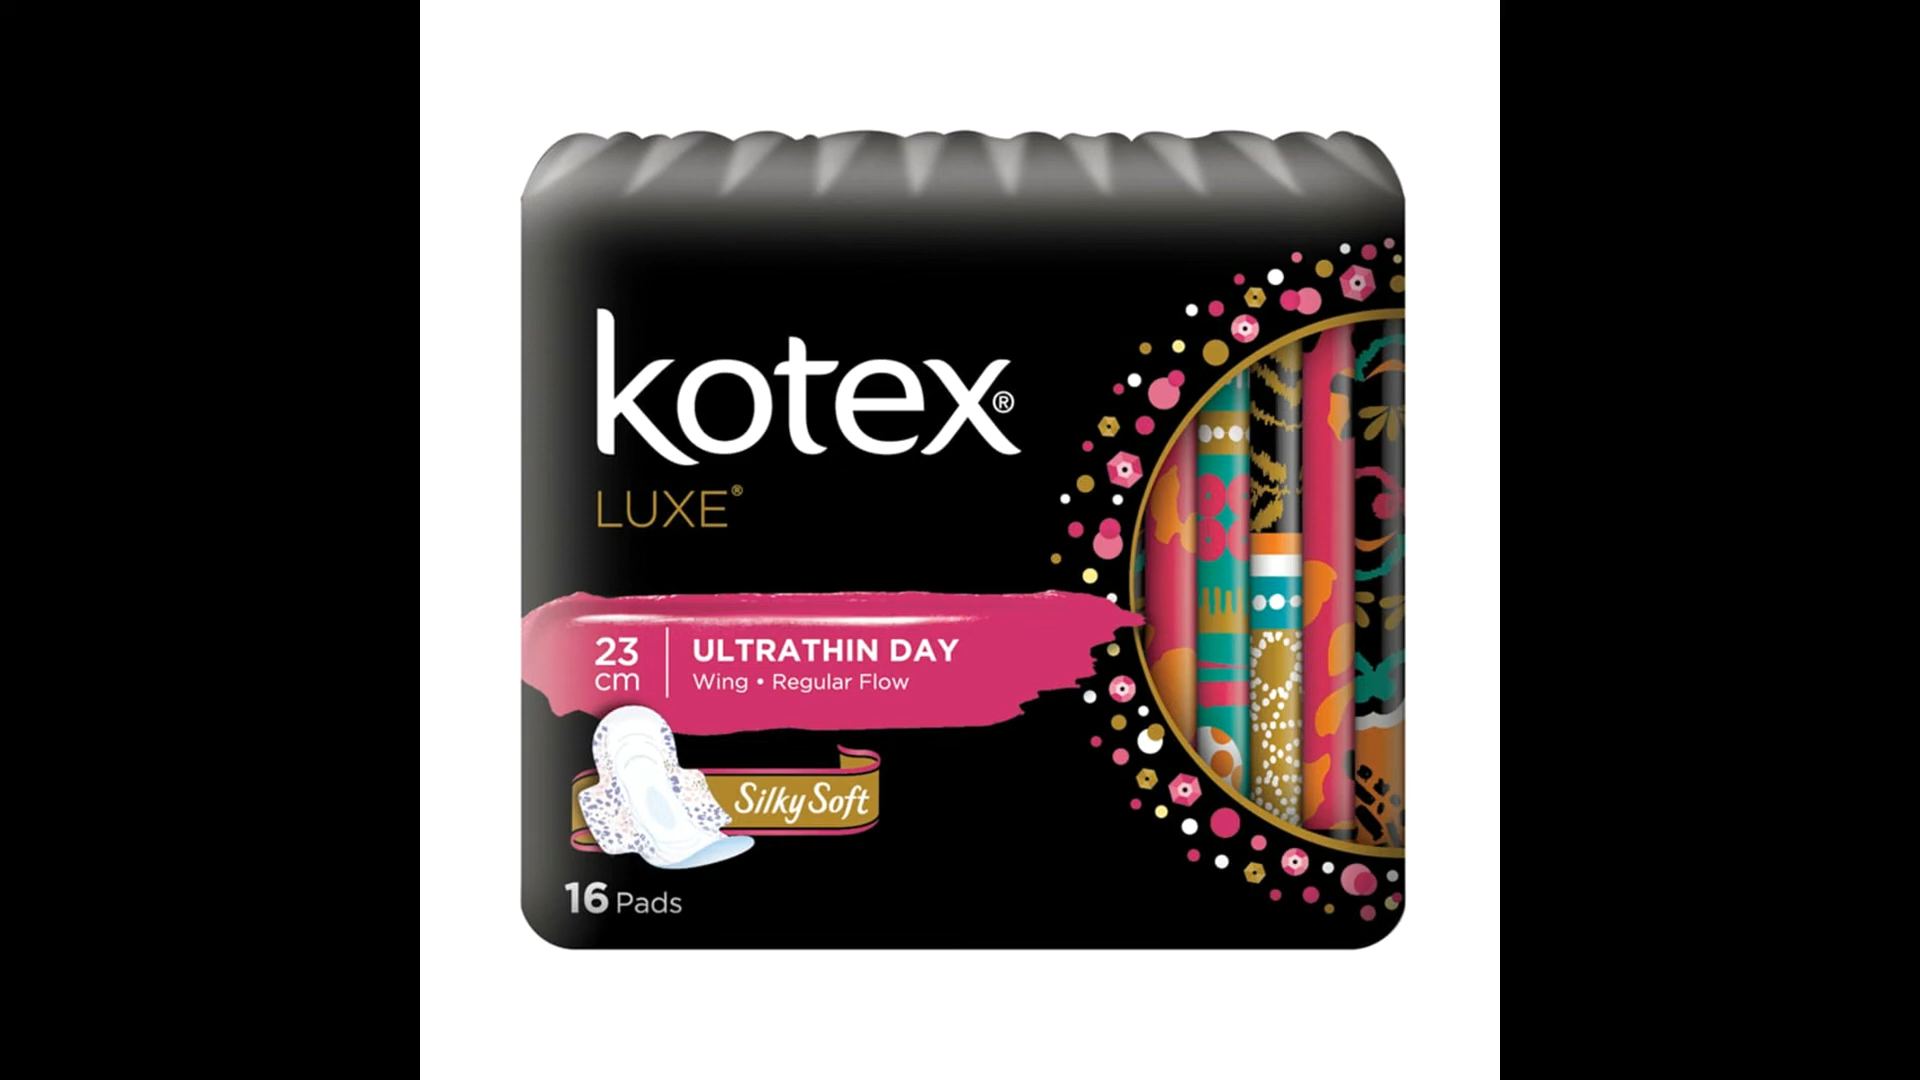 kotex®
LUXE®
23 cm
ULTRATHIN DAY
Wing • Regular Flow
Silky Soft
16 Pads